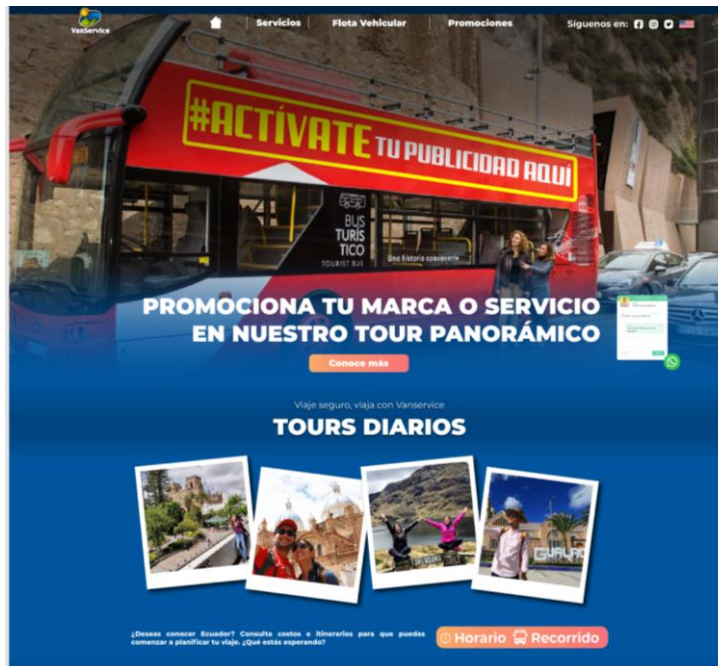 VanService
Servicios
Flota Vehicular
Promociones
Síguenos en:
#ACTÍVATE TU PUBLICIDAD AQUÍ
BUS
TURÍS
TICO
TOURIST BUS
Una historia apasionante
PROMOCIONA TU MARCA O SERVICIO
EN NUESTRO TOUR PANORÁMICO
Conoce más
Viaje seguro, viaja con Vanservice
TOURS DIARIOS
GUALAC
¿Deseas conocer Ecuador? Consulta costos e itinerarios para que puedas
comenzar a planificar tu viaje. ¿Qué estás esperando?
Horario
Recorrido